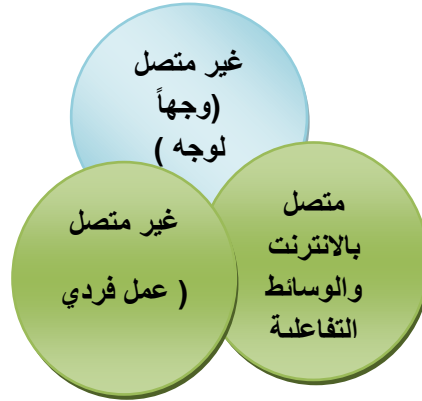 غير متصل
(وجهاً
لوجه )
متصل
بالانترنت
والوسائط
التفاعلية
غير متصل
( عمل فردي